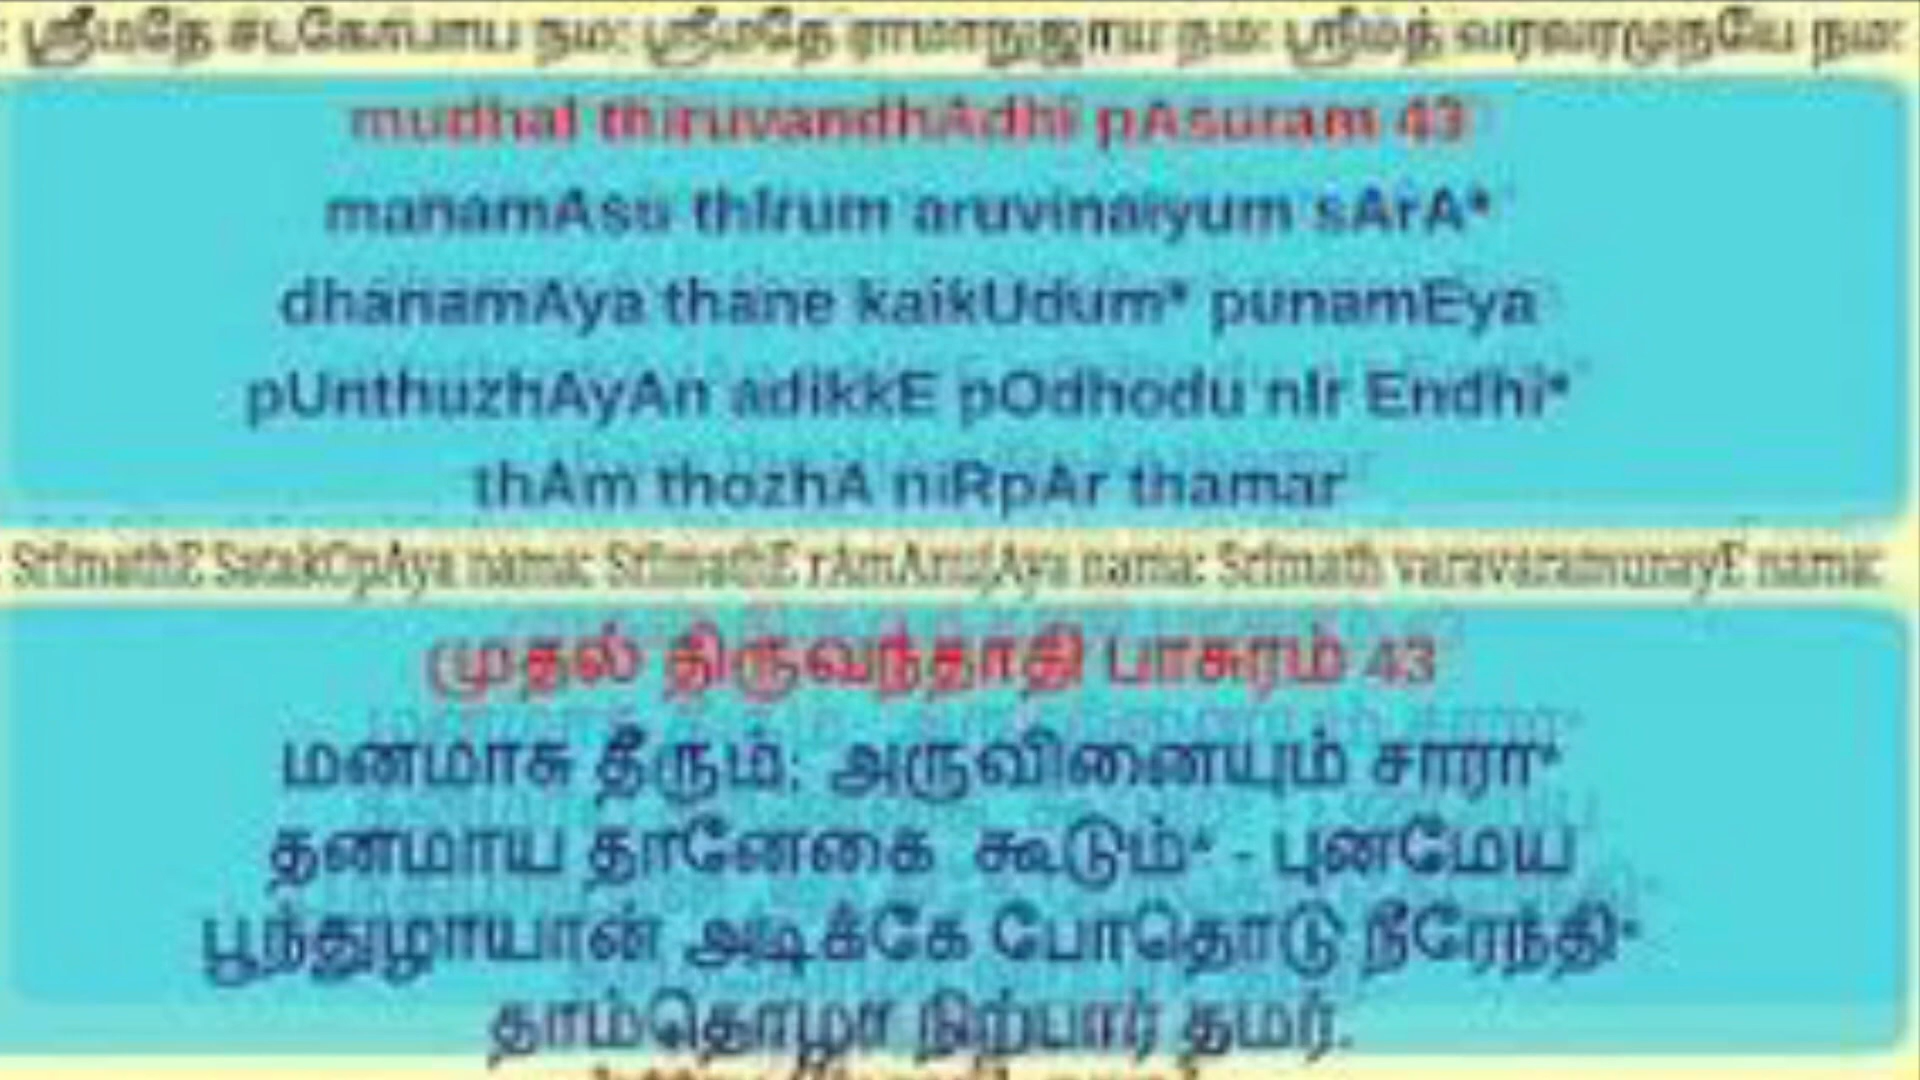 : ஸ்ரீமதே சடகோபாய நம: ஸ்ரீமதே ராமாநுஜாய நம: ஸ்ரீமத் வரவரமுநயே நம:
mudhal thiruvandhAdhi pAsuram 43
manamAsu thIrum aruvinaiyum sArA*
dhanamAya thane kaikUdum* punamEya
pUnthuzhAyAn adikkE pOdhodu nIr Endhi*
thAm thozhA niRpAr thamar
: SrImathE SatakOpAya nama: SrImathE rAmAnujAya nama: SrImath varavaramunayE nama:
முதல் திருவந்தாதி பாசுரம் 43
மனமாசு தீரும்; அருவினையும் சாரா*
தனமாய தானேகை கூடும்* - புனமேய
பூந்துழாயான் அடிக்கே போதொடு நீரேந்தி*
தாம்தொழா நிற்பார் தமர்.